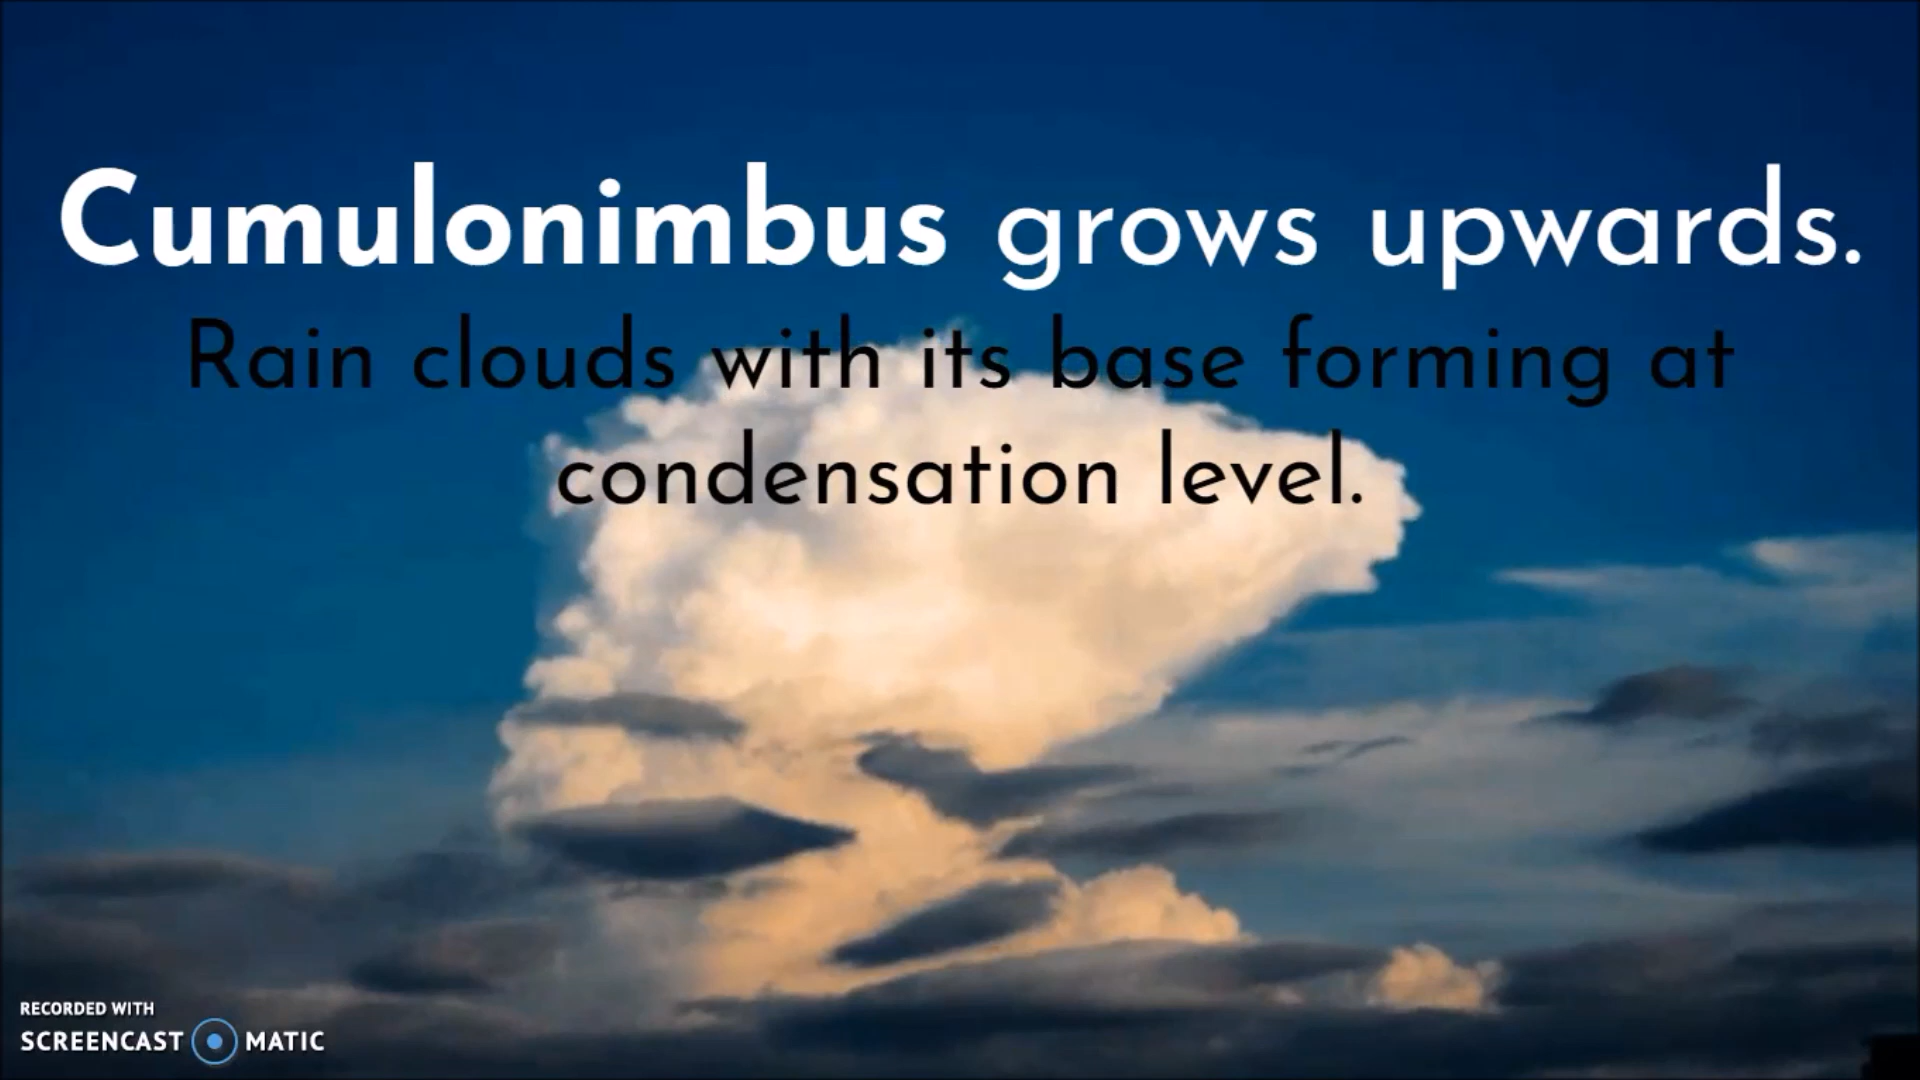 Cumulonimbus grows upwards.
Rain clouds with its base forming at
condensation level.
RECORDED WITH
SCREENCAST MATIC